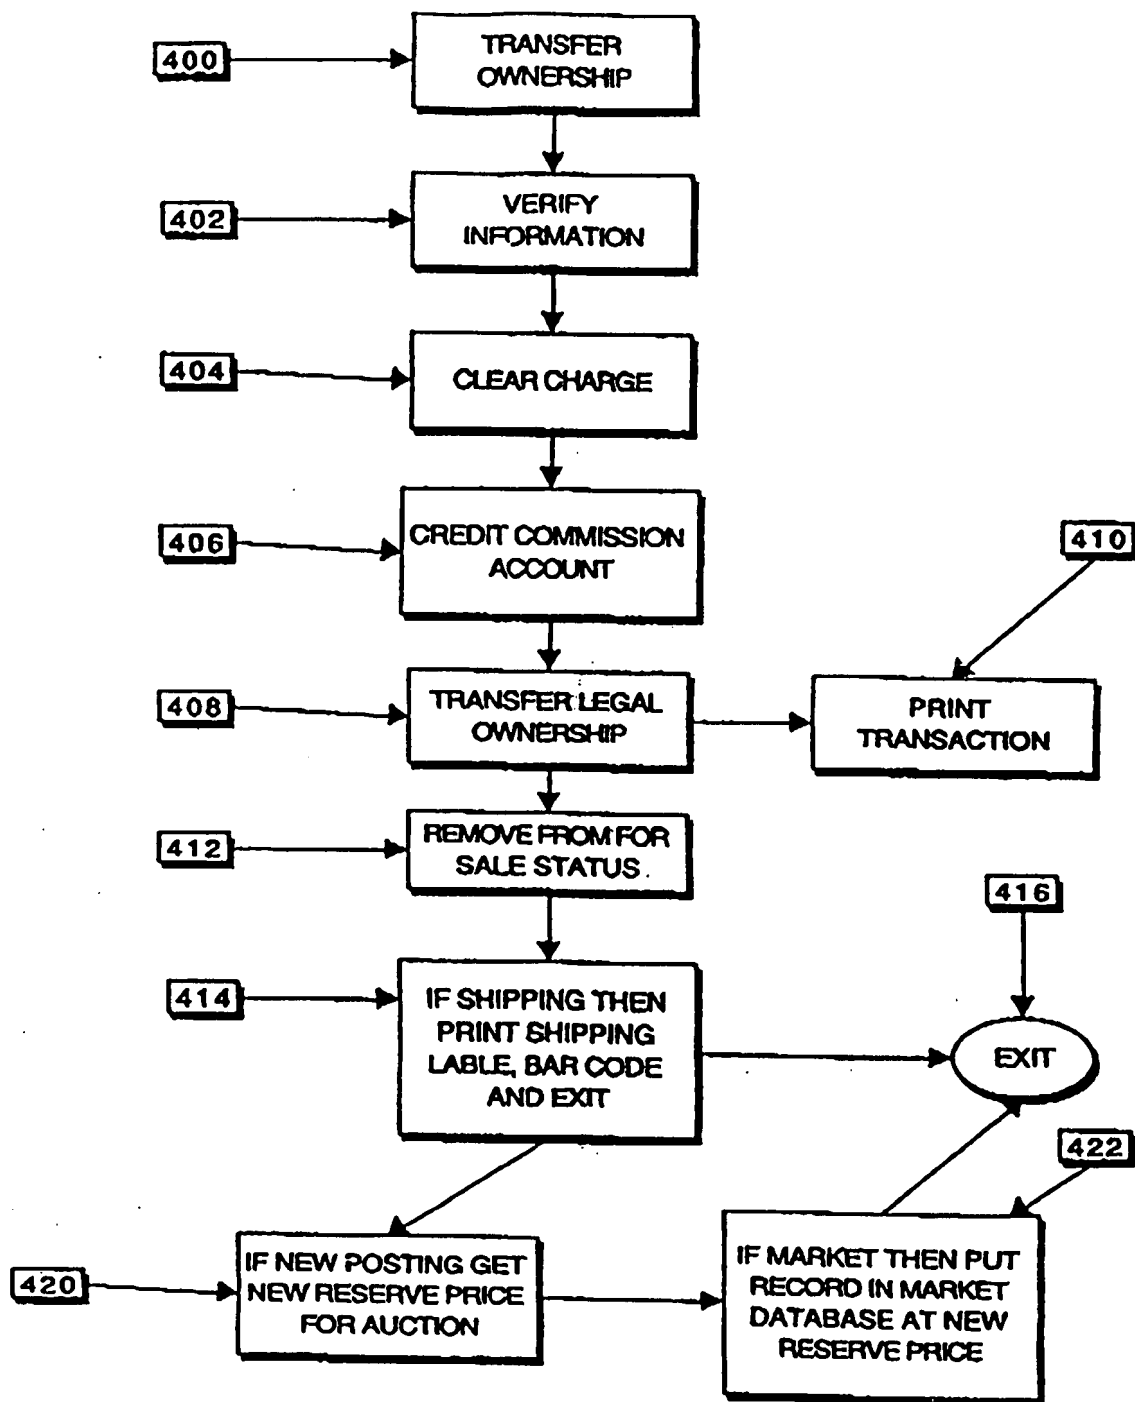 400
TRANSFER
OWNERSHIP
402
VERIFY
INFORMATION
404
CLEAR CHARGE
406
CREDIT COMMISSION
ACCOUNT
410
408
TRANSFER LEGAL
OWNERSHIP
PRINT
TRANSACTION
412
REMOVE FROM FOR
SALE STATUS
416
414
IF SHIPPING THEN
PRINT SHIPPING
LABLE, BAR CODE
AND EXIT
EXIT
422
420
IF NEW POSTING GET
NEW RESERVE PRICE
FOR AUCTION
IF MARKET THEN PUT
RECORD IN MARKET
DATABASE AT NEW
RESERVE PRICE